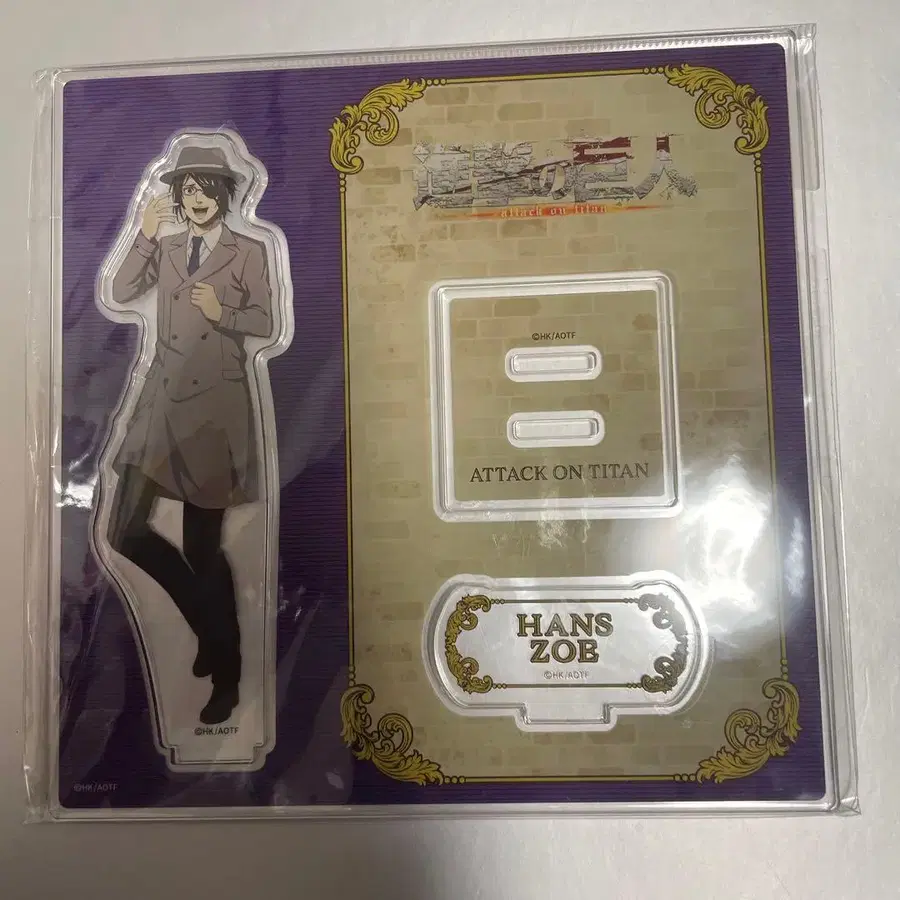 進撃の巨人
attack on titan
©HK/AOTF
ATTACK ON TITAN
HANS
ZOE
©HK/AOTF
©HK/AOTF
©HK/AOTF